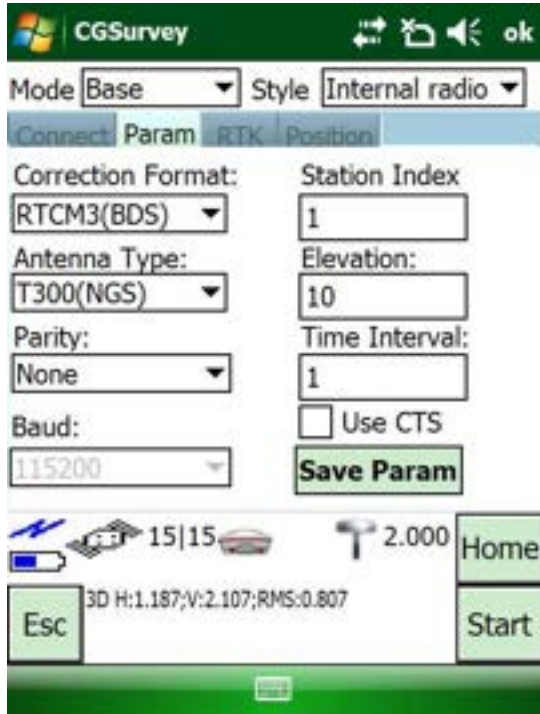 CGSurvey ok
Mode Base Style Internal radio
Connect Param RTK Position
Correction Format: Station Index
RTCM3(BDS) 1
Antenna Type: Elevation:
T300(NGS) 10
Parity: Time Interval:
None 1
Use CTS
Baud:
115200 Save Param
15|15 2.000 Home
3D H:1.187;V:2.107;RMS:0.807
Esc Start